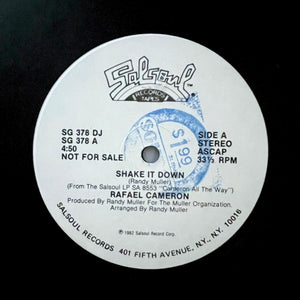 Salsoul
RECORDS
TAPES
TM
SG 378 DJ
SG 378 A
4:50
NOT FOR SALE
$1.99
SIDE A
STEREO
ASCAP
33⅓ RPM
SHAKE IT DOWN
(Randy Muller)
(From The Salsoul LP SA 8553 "Cameron All The Way")
RAFAEL CAMERON
Produced By Randy Muller For The Muller Organization.
Arranged By Randy Muller
℗ 1982 Salsoul Record Corp.
SALSOUL RECORDS 401 FIFTH AVENUE, N.Y., N.Y. 10016